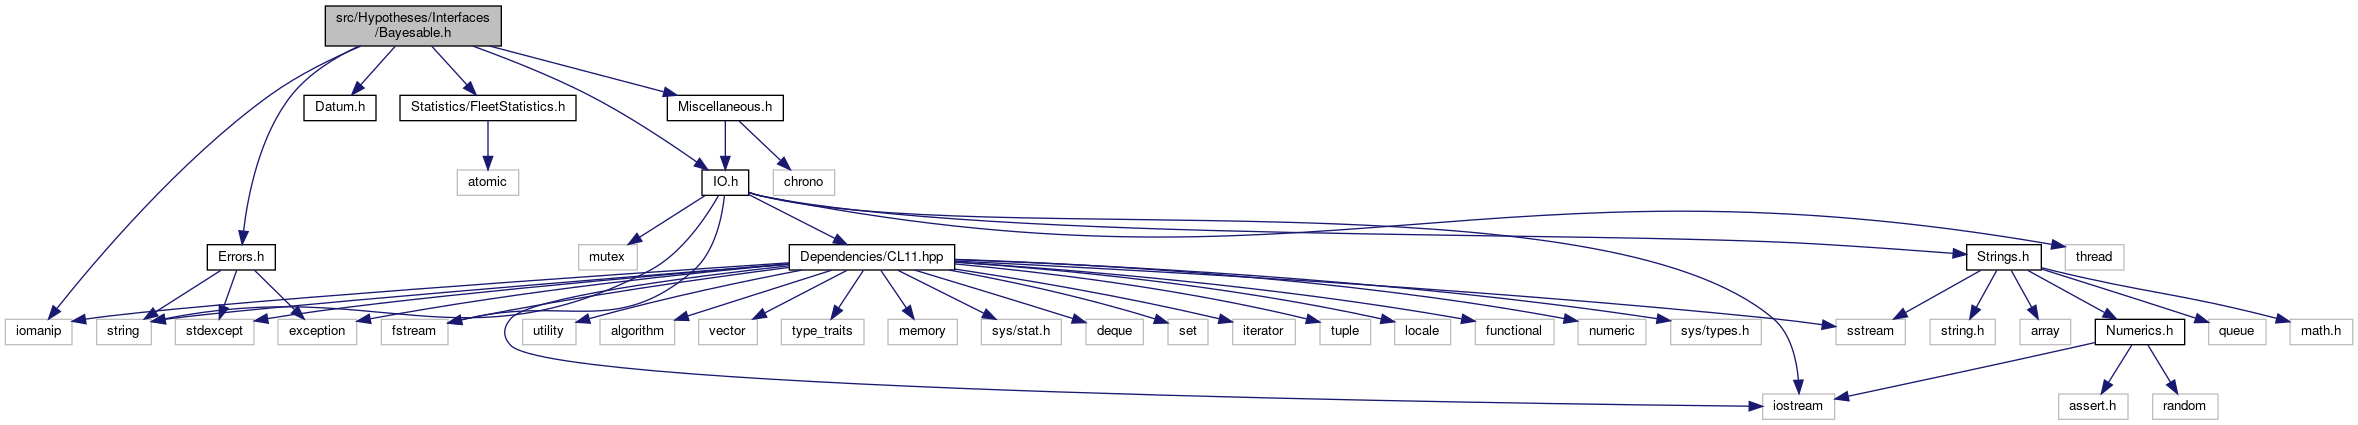 src/Hypotheses/Interfaces
/Bayesable.h
Datum.h
Statistics/FleetStatistics.h
Miscellaneous.h
atomic
IO.h
chrono
Errors.h
mutex
Dependencies/CL11.hpp
Strings.h
thread
iomanip
string
stdexcept
exception
fstream
utility
algorithm
vector
type_traits
memory
sys/stat.h
deque
set
iterator
tuple
locale
functional
numeric
sys/types.h
sstream
string.h
array
Numerics.h
queue
math.h
iostream
assert.h
random